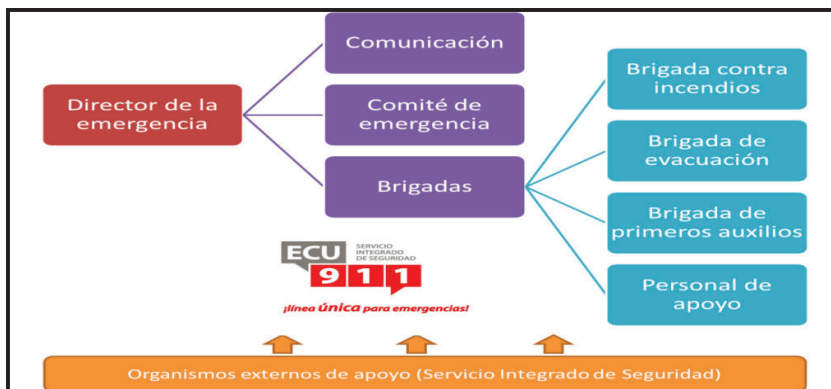 Director de la
emergencia
Comunicación
Comité de
emergencia
Brigadas
Brigada contra
incendios
Brigada de
evacuación
Brigada de
primeros auxilios
Personal de
apoyo
ECU
911
SERVICIO
INTEGRADO
DE SEGURIDAD
¡línea única para emergencias!
Organismos externos de apoyo (Servicio Integrado de Seguridad)